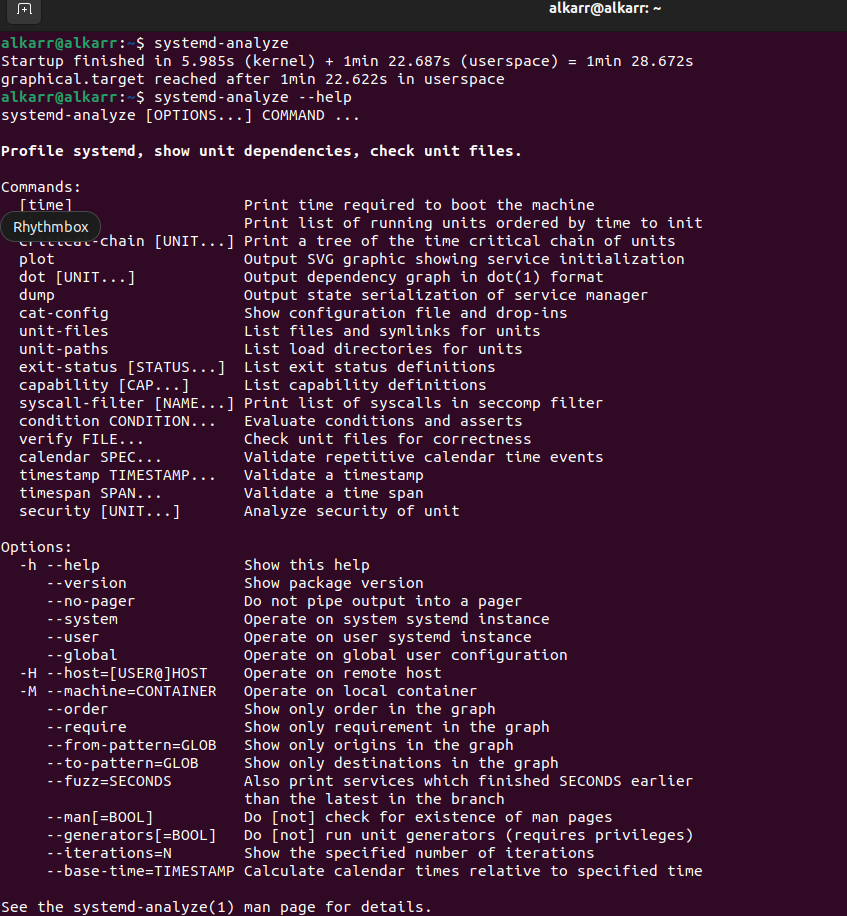 alkarr@alkarr: ~
alkarr@alkarr:~$ systemd-analyze
Startup finished in 5.985s (kernel) + 1min 22.687s (userspace) = 1min 28.672s
graphical.target reached after 1min 22.622s in userspace
alkarr@alkarr:~$ systemd-analyze --help
systemd-analyze [OPTIONS...] COMMAND ...
Profile systemd, show unit dependencies, check unit files.
Commands:
[time] Print time required to boot the machine
Rhythmbox
Print list of running units ordered by time to init
critical-chain [UNIT...] Print a tree of the time critical chain of units
plot Output SVG graphic showing service initialization
dot [UNIT...] Output dependency graph in dot(1) format
dump Output state serialization of service manager
cat-config Show configuration file and drop-ins
unit-files List files and symlinks for units
unit-paths List load directories for units
exit-status [STATUS...] List exit status definitions
capability [CAP...] List capability definitions
syscall-filter [NAME...] Print list of syscalls in seccomp filter
condition CONDITION... Evaluate conditions and asserts
verify FILE... Check unit files for correctness
calendar SPEC... Validate repetitive calendar time events
timestamp TIMESTAMP... Validate a timestamp
timespan SPAN... Validate a time span
security [UNIT...] Analyze security of unit
Options:
-h --help Show this help
--version Show package version
--no-pager Do not pipe output into a pager
--system Operate on system systemd instance
--user Operate on user systemd instance
--global Operate on global user configuration
-H --host=[USER@]HOST Operate on remote host
-M --machine=CONTAINER Operate on local container
--order Show only order in the graph
--require Show only requirement in the graph
--from-pattern=GLOB Show only origins in the graph
--to-pattern=GLOB Show only destinations in the graph
--fuzz=SECONDS Also print services which finished SECONDS earlier
than the latest in the branch
--man[=BOOL] Do [not] check for existence of man pages
--generators[=BOOL] Do [not] run unit generators (requires privileges)
--iterations=N Show the specified number of iterations
--base-time=TIMESTAMP Calculate calendar times relative to specified time
See the systemd-analyze(1) man page for details.